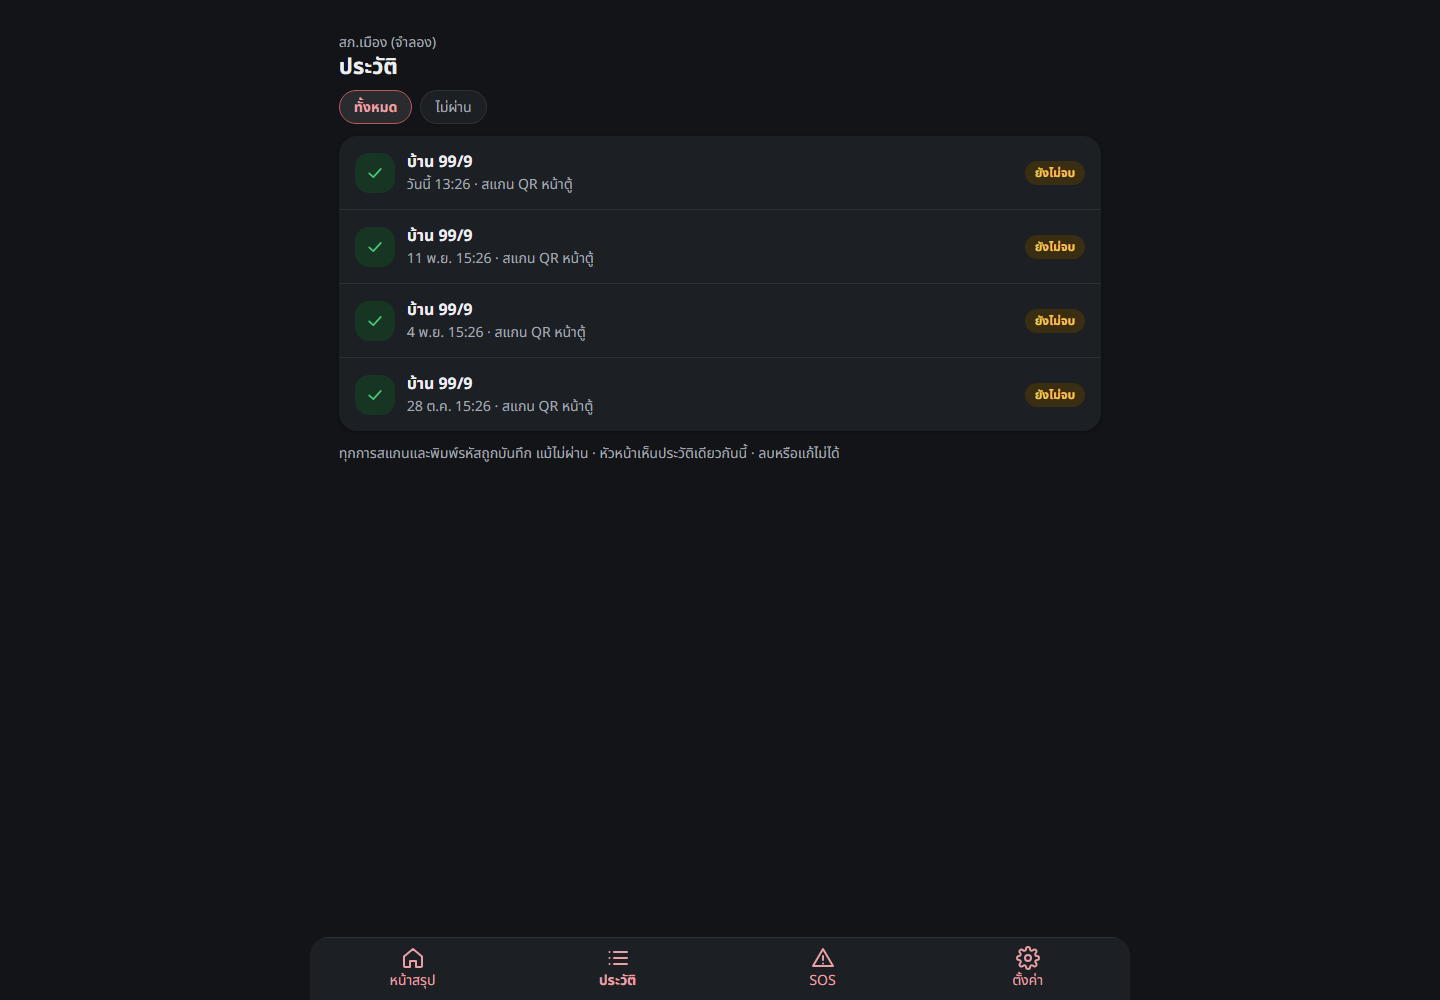 สภ.เมือง (จำลอง)
ประวัติ
ทั้งหมด
ไม่ผ่าน
บ้าน 99/9
วันนี้ 13:26 · สแกน QR หน้าตู้
ยังไม่จบ
บ้าน 99/9
11 พ.ย. 15:26 · สแกน QR หน้าตู้
ยังไม่จบ
บ้าน 99/9
4 พ.ย. 15:26 · สแกน QR หน้าตู้
ยังไม่จบ
บ้าน 99/9
28 ต.ค. 15:26 · สแกน QR หน้าตู้
ยังไม่จบ
ทุกการสแกนและพิมพ์รหัสถูกบันทึก แม้ไม่ผ่าน · หัวหน้าเห็นประวัติเดียวกันนี้ · ลบหรือแก้ไม่ได้
หน้าสรุป
ประวัติ
SOS
ตั้งค่า